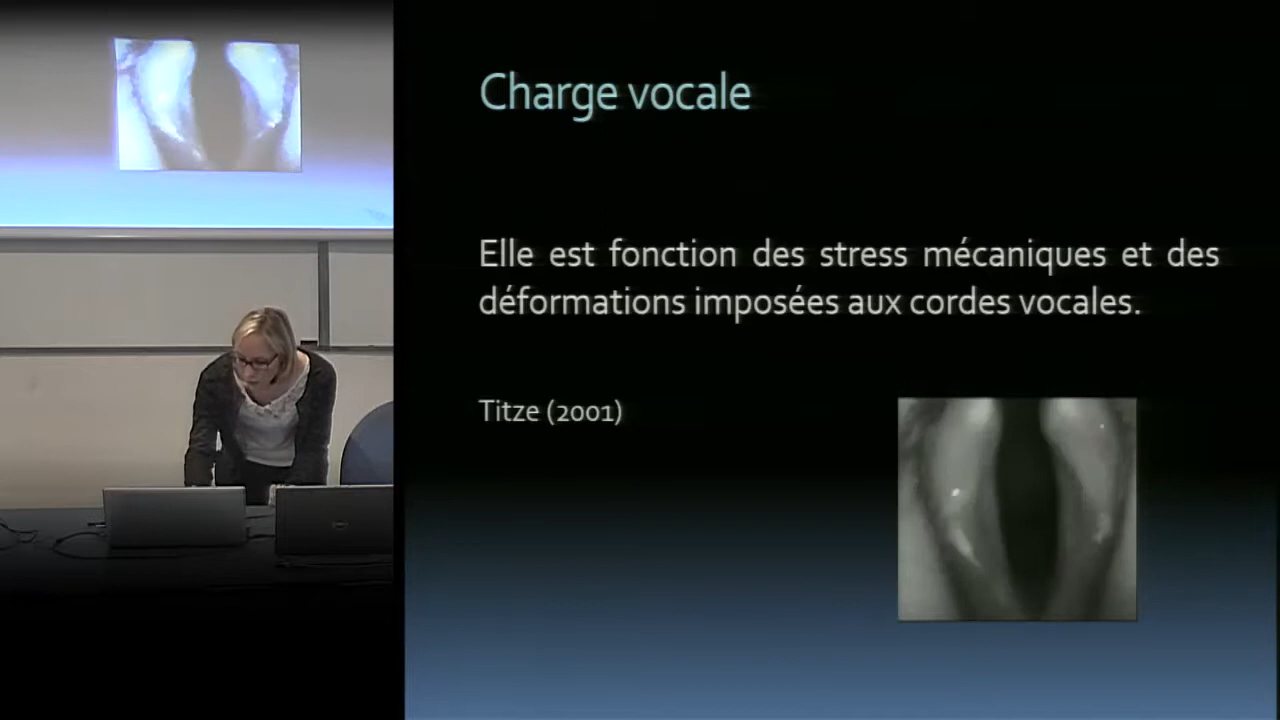 Charge vocale
Elle est fonction des stress mécaniques et des
déformations imposées aux cordes vocales.
Titze (2001)